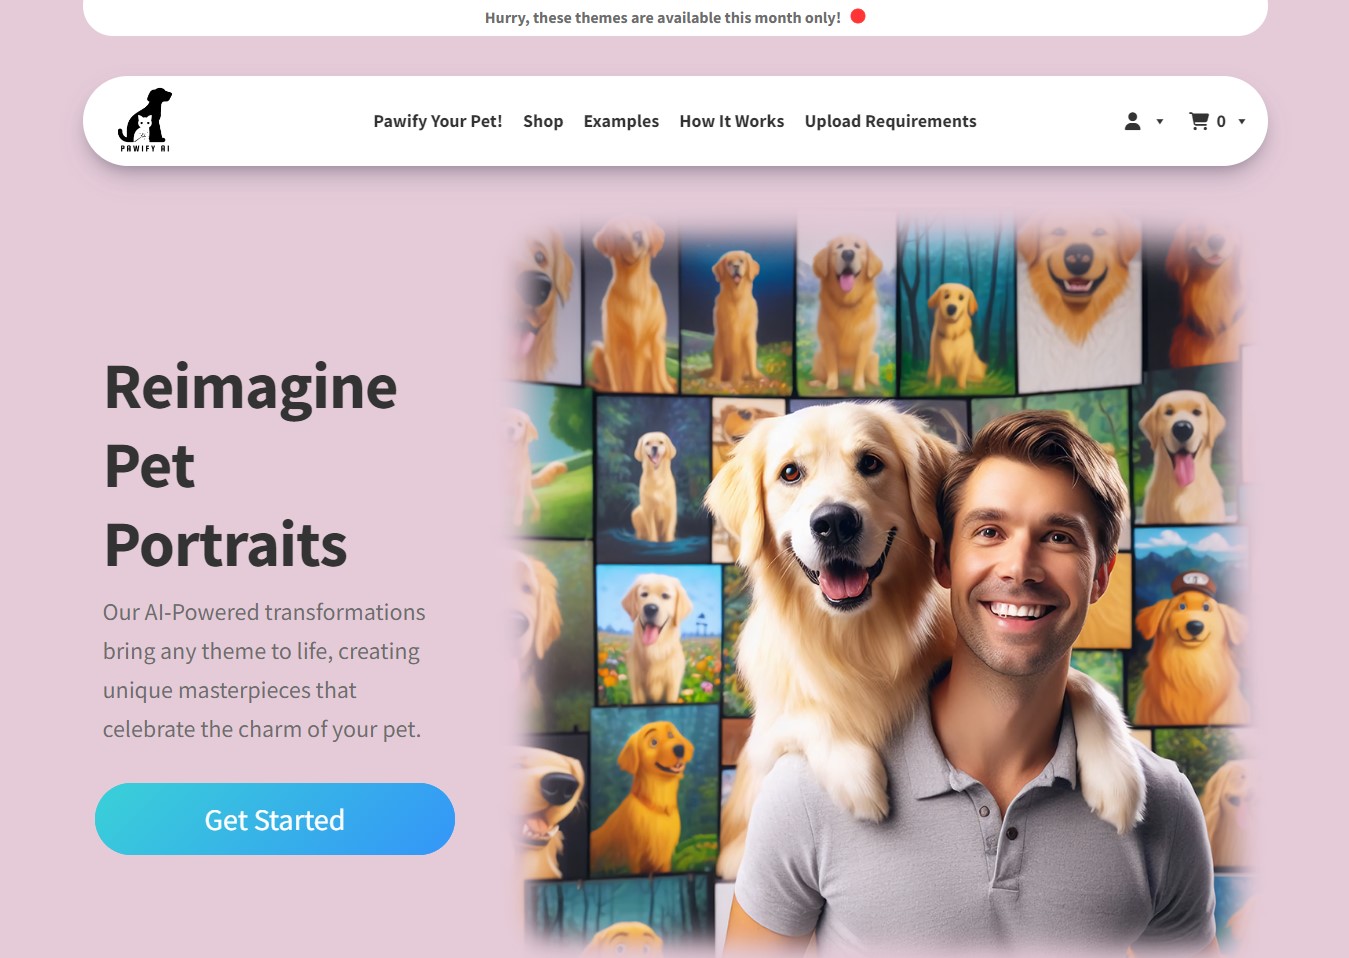 Hurry, these themes are available this month only!
PAWIFY AI
Pawify Your Pet! Shop Examples How It Works Upload Requirements 0
Reimagine
Pet
Portraits
Our AI-Powered transformations
bring any theme to life, creating
unique masterpieces that
celebrate the charm of your pet.
Get Started